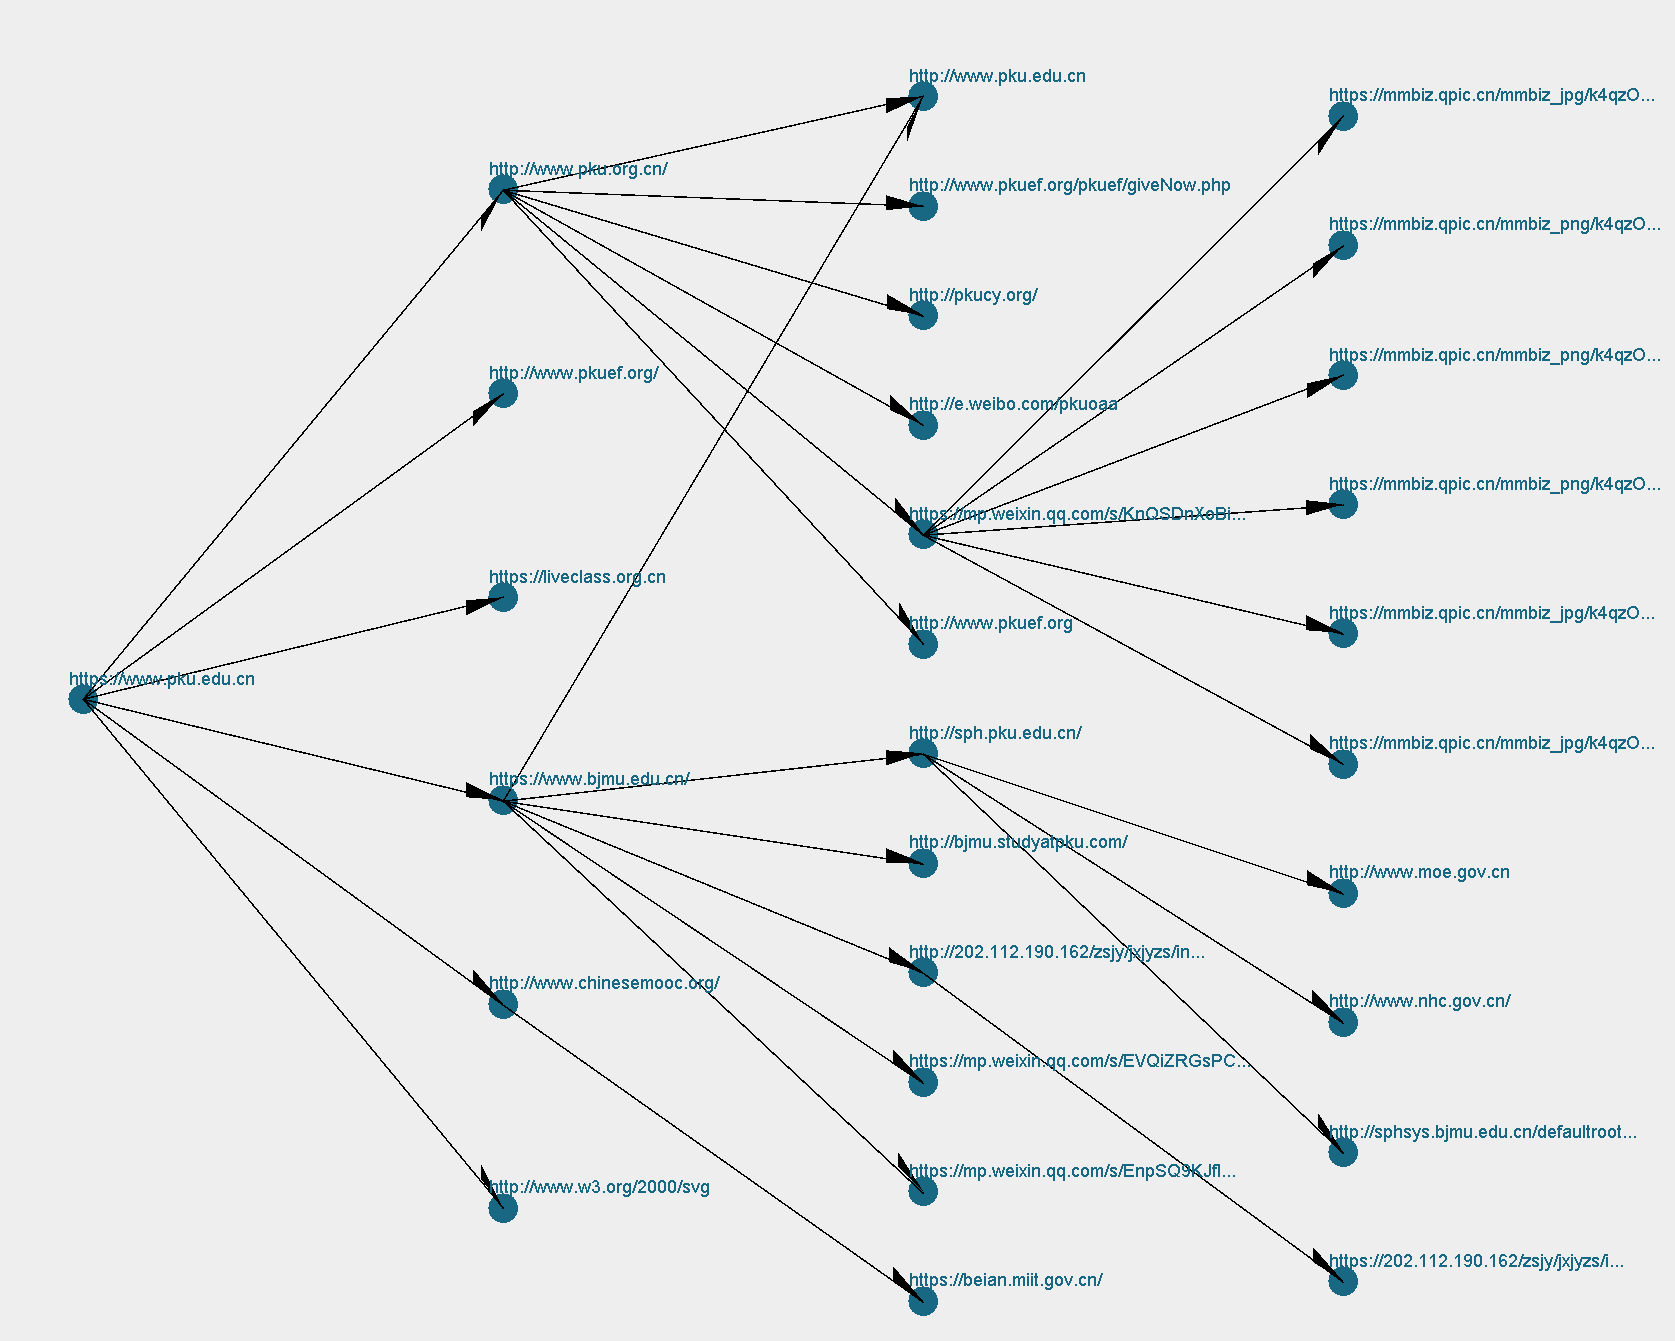 https://www.pku.edu.cn
http://www.pku.org.cn/
http://www.pkuef.org/
https://liveclass.org.cn
https://www.bjmu.edu.cn/
http://www.chinesemooc.org/
http://www.w3.org/2000/svg
http://www.pku.edu.cn
http://www.pkuef.org/pkuef/giveNow.php
http://pkucy.org/
http://e.weibo.com/pkuoaa
https://mp.weixin.qq.com/s/KnQSDnXoBi...
http://www.pkuef.org
http://sph.pku.edu.cn/
http://bjmu.studyatpku.com/
http://202.112.190.162/zsjy/jxjyzs/in...
https://mp.weixin.qq.com/s/EVQiZRGsPC...
https://mp.weixin.qq.com/s/EnpSQ9KJfl...
https://beian.miit.gov.cn/
https://mmbiz.qpic.cn/mmbiz_jpg/k4qzO...
https://mmbiz.qpic.cn/mmbiz_png/k4qzO...
https://mmbiz.qpic.cn/mmbiz_png/k4qzO...
https://mmbiz.qpic.cn/mmbiz_png/k4qzO...
https://mmbiz.qpic.cn/mmbiz_jpg/k4qzO...
https://mmbiz.qpic.cn/mmbiz_jpg/k4qzO...
http://www.moe.gov.cn
http://www.nhc.gov.cn/
http://sphsys.bjmu.edu.cn/defaultroot...
https://202.112.190.162/zsjy/jxjyzs/i...